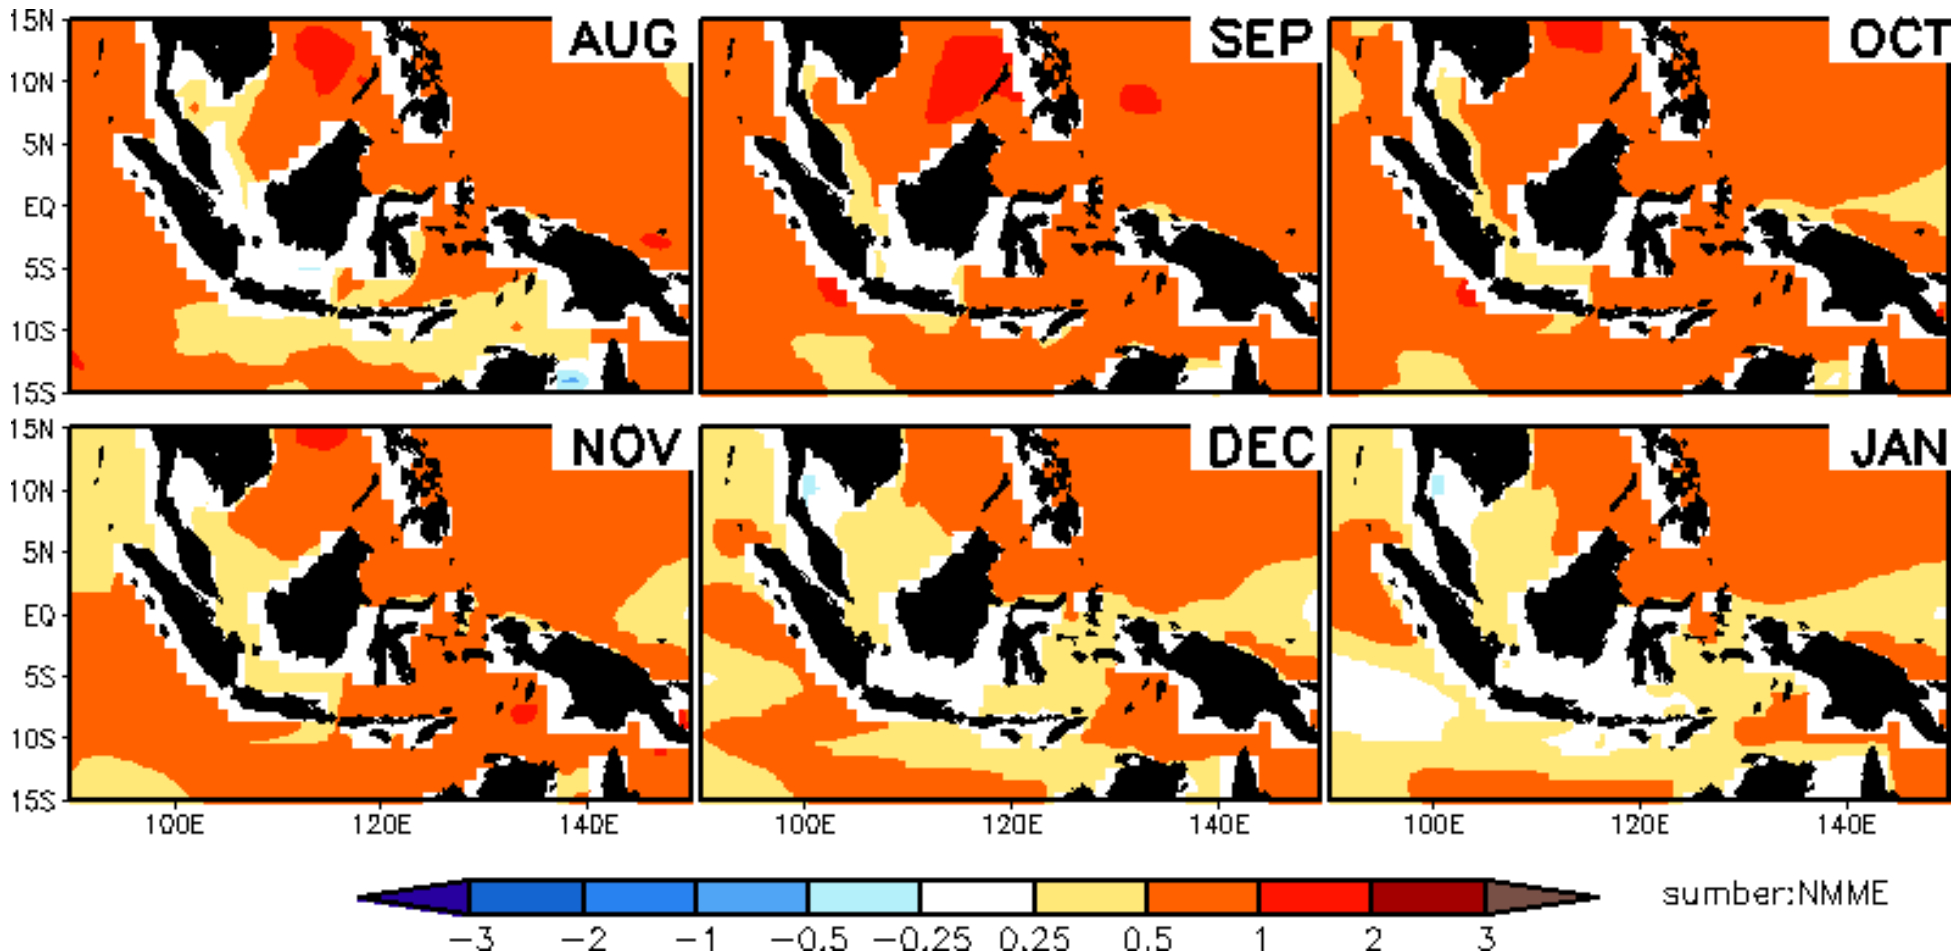 AUG SEP OCT
15N
10N
5N
EQ
5S
10S
15S
NOV DEC JAN
15N
10N
5N
EQ
5S
10S
15S
100E 120E 140E 100E 120E 140E 100E 120E 140E
-3 -2 -1 -0.5 -0.25 0.25 0.5 1 2 3
sumber:NMME